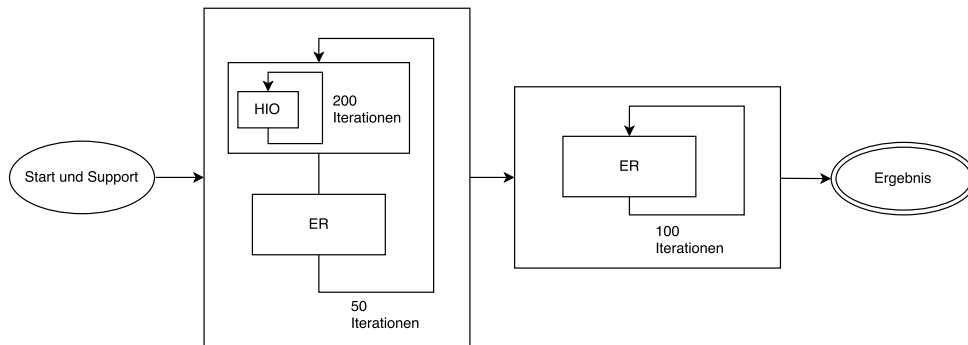 Start und Support
HIO
200
Iterationen
ER
50
Iterationen
ER
100
Iterationen
Ergebnis